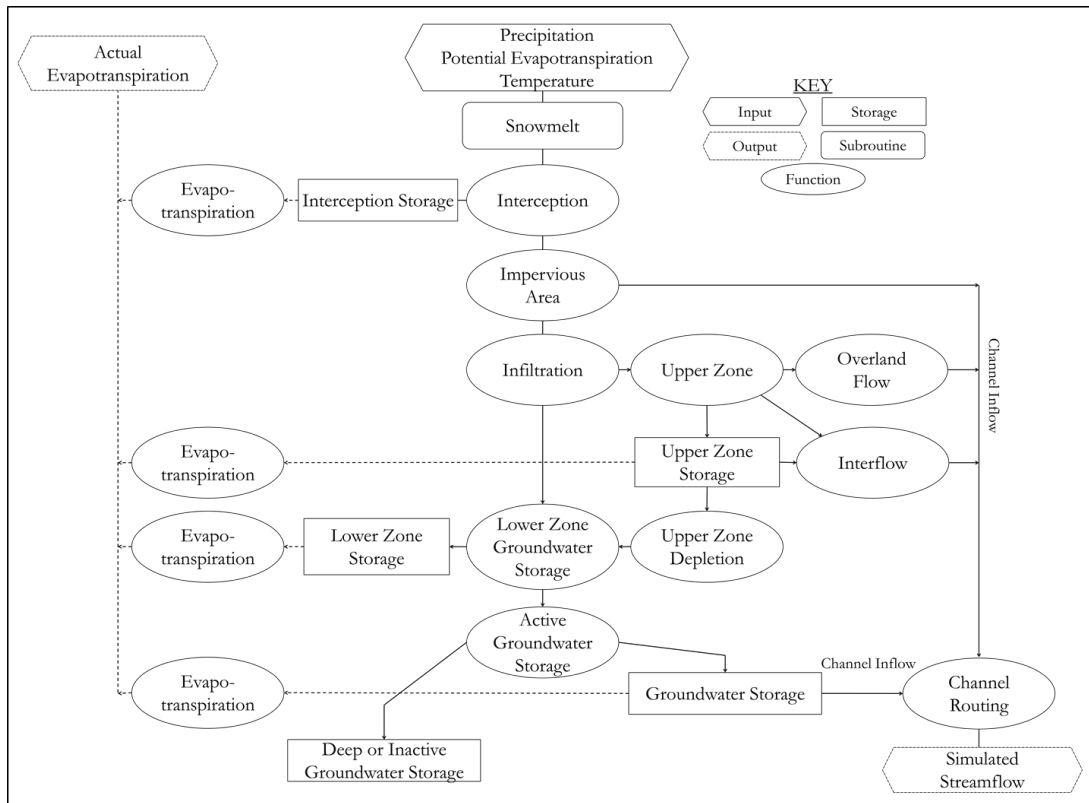 Actual
Evapotranspiration
Precipitation
Potential Evapotranspiration
Temperature
KEY
Input
Storage
Output
Subroutine
Function
Snowmelt
Evapo-
transpiration
Interception Storage
Interception
Impervious
Area
Infiltration
Upper Zone
Overland
Flow
Channel Inflow
Evapo-
transpiration
Upper Zone
Storage
Interflow
Evapo-
transpiration
Lower Zone
Storage
Lower Zone
Groundwater
Storage
Upper Zone
Depletion
Active
Groundwater
Storage
Evapo-
transpiration
Groundwater Storage
Channel Inflow
Channel
Routing
Deep or Inactive
Groundwater Storage
Simulated
Streamflow